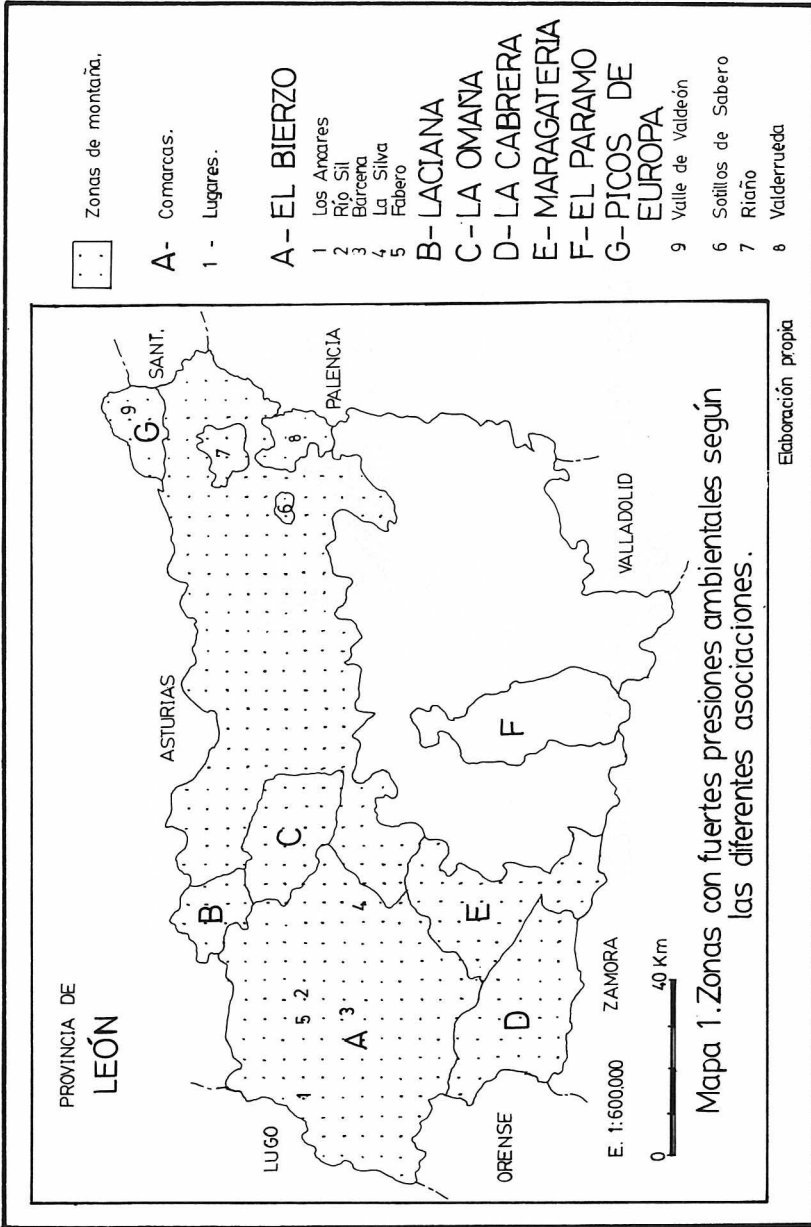 PROVINCIA DE
LEÓN
ASTURIAS
SANT.
LUGO
PALENCIA
ORENSE
ZAMORA
VALLADOLID
G
9
7
8
6
B
C
4
5
2
1
3
A
E
F
D
E. 1:600.000
0
40 Km
Mapa 1. Zonas con fuertes presiones ambientales según
las diferentes asociaciones.
Zonas de montaña.
A- Comarcas.
1 - Lugares.
A-EL BIERZO
1 Los Ancares
2 Río Sil
3 Bárcena
4 La Silva
5 Fabero
B-LACIANA
C-LA OMAÑA
D-LA CABRERA
E-MARAGATERIA
F-EL PARAMO
G-PICOS DE
EUROPA
9 Valle de Valdeón
6 Sotillos de Sabero
7 Riaño
8 Valderrueda
Elaboración propia